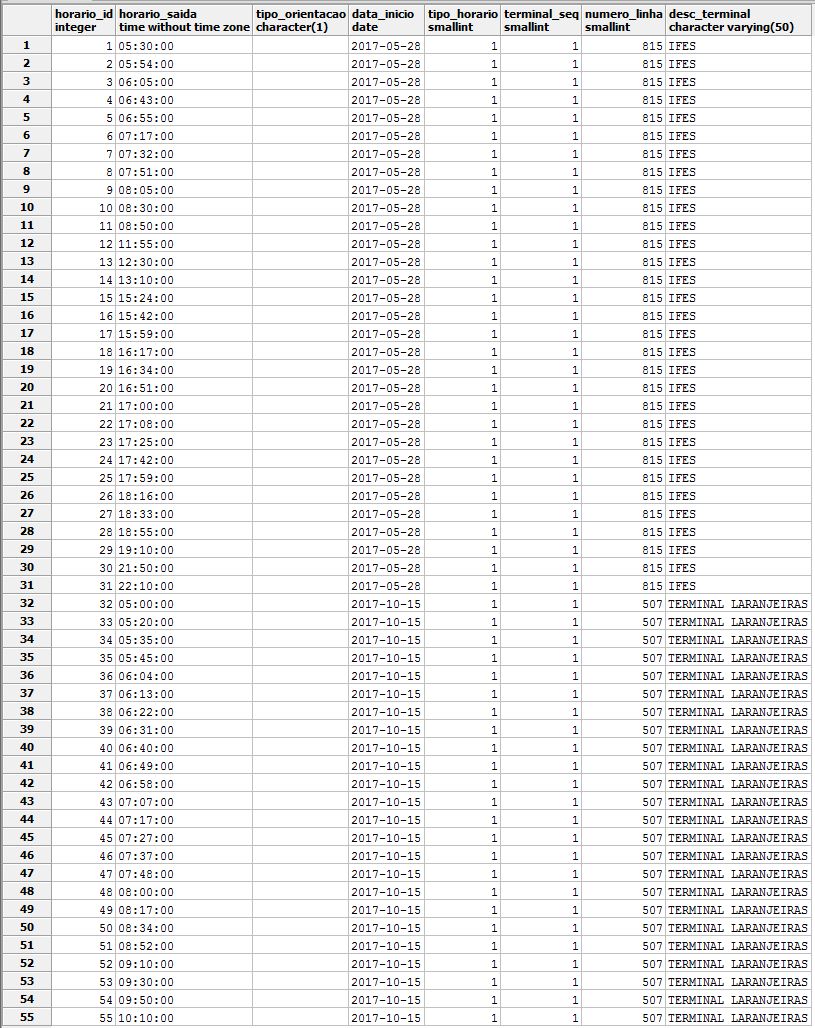 horario_id horario_saida tipo_orientacao data_inicio tipo_horario terminal_seq numero_linha desc_terminal
integer time without time zone character(1) date smallint smallint smallint character varying(50)
1 1 05:30:00 2017-05-28 1 1 815 IFES
2 2 05:54:00 2017-05-28 1 1 815 IFES
3 3 06:05:00 2017-05-28 1 1 815 IFES
4 4 06:43:00 2017-05-28 1 1 815 IFES
5 5 06:55:00 2017-05-28 1 1 815 IFES
6 6 07:17:00 2017-05-28 1 1 815 IFES
7 7 07:32:00 2017-05-28 1 1 815 IFES
8 8 07:51:00 2017-05-28 1 1 815 IFES
9 9 08:05:00 2017-05-28 1 1 815 IFES
10 10 08:30:00 2017-05-28 1 1 815 IFES
11 11 08:50:00 2017-05-28 1 1 815 IFES
12 12 11:55:00 2017-05-28 1 1 815 IFES
13 13 12:30:00 2017-05-28 1 1 815 IFES
14 14 13:10:00 2017-05-28 1 1 815 IFES
15 15 15:24:00 2017-05-28 1 1 815 IFES
16 16 15:42:00 2017-05-28 1 1 815 IFES
17 17 15:59:00 2017-05-28 1 1 815 IFES
18 18 16:17:00 2017-05-28 1 1 815 IFES
19 19 16:34:00 2017-05-28 1 1 815 IFES
20 20 16:51:00 2017-05-28 1 1 815 IFES
21 21 17:00:00 2017-05-28 1 1 815 IFES
22 22 17:08:00 2017-05-28 1 1 815 IFES
23 23 17:25:00 2017-05-28 1 1 815 IFES
24 24 17:42:00 2017-05-28 1 1 815 IFES
25 25 17:59:00 2017-05-28 1 1 815 IFES
26 26 18:16:00 2017-05-28 1 1 815 IFES
27 27 18:33:00 2017-05-28 1 1 815 IFES
28 28 18:55:00 2017-05-28 1 1 815 IFES
29 29 19:10:00 2017-05-28 1 1 815 IFES
30 30 21:50:00 2017-05-28 1 1 815 IFES
31 31 22:10:00 2017-05-28 1 1 815 IFES
32 32 05:00:00 2017-10-15 1 1 507 TERMINAL LARANJEIRAS
33 33 05:20:00 2017-10-15 1 1 507 TERMINAL LARANJEIRAS
34 34 05:35:00 2017-10-15 1 1 507 TERMINAL LARANJEIRAS
35 35 05:45:00 2017-10-15 1 1 507 TERMINAL LARANJEIRAS
36 36 06:04:00 2017-10-15 1 1 507 TERMINAL LARANJEIRAS
37 37 06:13:00 2017-10-15 1 1 507 TERMINAL LARANJEIRAS
38 38 06:22:00 2017-10-15 1 1 507 TERMINAL LARANJEIRAS
39 39 06:31:00 2017-10-15 1 1 507 TERMINAL LARANJEIRAS
40 40 06:40:00 2017-10-15 1 1 507 TERMINAL LARANJEIRAS
41 41 06:49:00 2017-10-15 1 1 507 TERMINAL LARANJEIRAS
42 42 06:58:00 2017-10-15 1 1 507 TERMINAL LARANJEIRAS
43 43 07:07:00 2017-10-15 1 1 507 TERMINAL LARANJEIRAS
44 44 07:17:00 2017-10-15 1 1 507 TERMINAL LARANJEIRAS
45 45 07:27:00 2017-10-15 1 1 507 TERMINAL LARANJEIRAS
46 46 07:37:00 2017-10-15 1 1 507 TERMINAL LARANJEIRAS
47 47 07:48:00 2017-10-15 1 1 507 TERMINAL LARANJEIRAS
48 48 08:00:00 2017-10-15 1 1 507 TERMINAL LARANJEIRAS
49 49 08:17:00 2017-10-15 1 1 507 TERMINAL LARANJEIRAS
50 50 08:34:00 2017-10-15 1 1 507 TERMINAL LARANJEIRAS
51 51 08:52:00 2017-10-15 1 1 507 TERMINAL LARANJEIRAS
52 52 09:10:00 2017-10-15 1 1 507 TERMINAL LARANJEIRAS
53 53 09:30:00 2017-10-15 1 1 507 TERMINAL LARANJEIRAS
54 54 09:50:00 2017-10-15 1 1 507 TERMINAL LARANJEIRAS
55 55 10:10:00 2017-10-15 1 1 507 TERMINAL LARANJEIRAS